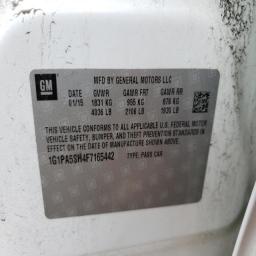 GM
MFD BY GENERAL MOTORS LLC
DATE GVWR GAWR FRT GAWR RR
01/15 1831 KG 955 KG 876 KG
4036 LB 2106 LB 1930 LB
THIS VEHICLE CONFORMS TO ALL APPLICABLE U.S. FEDERAL MOTOR
VEHICLE SAFETY, BUMPER, AND THEFT PREVENTION STANDARDS IN
EFFECT ON THE DATE OF MANUFACTURE SHOWN ABOVE.
1G1PA5SH4F7165442
TYPE: PASS CAR